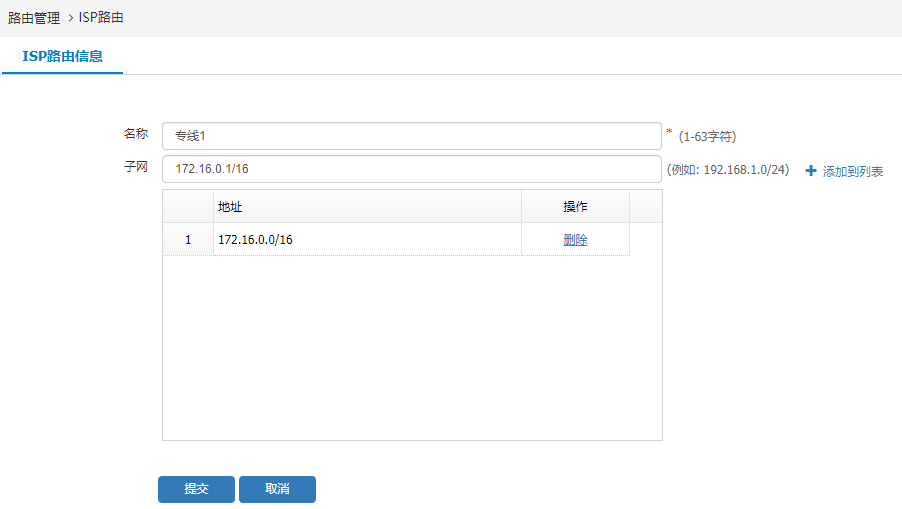 路由管理 > ISP路由
ISP路由信息
名称 专线1 * (1-63字符)
子网 172.16.0.1/16 (例如: 192.168.1.0/24) + 添加到列表
地址 操作
1 172.16.0.0/16 删除
提交 取消